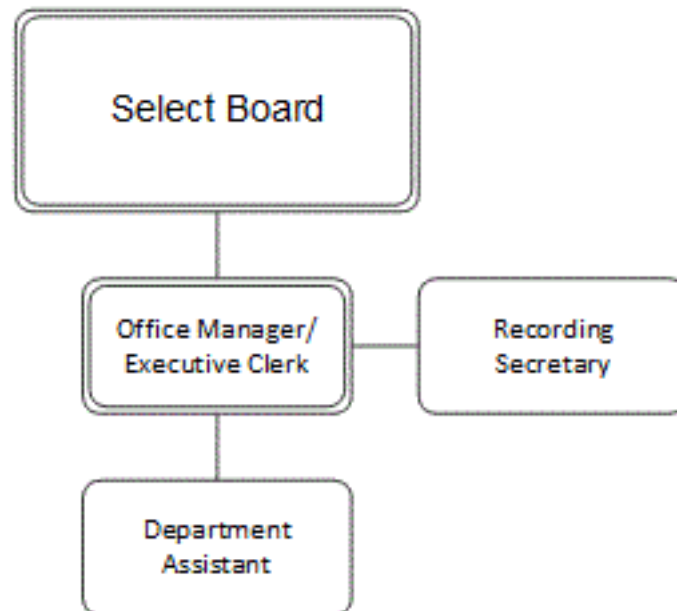 Select Board
Office Manager/
Executive Clerk
Recording
Secretary
Department
Assistant